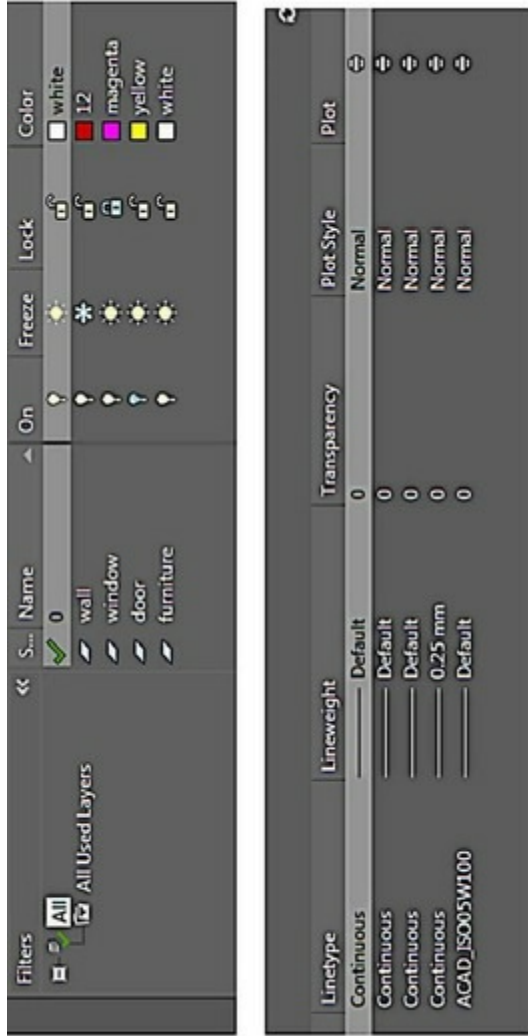 Filters « S... Name On Freeze Lock Color
All 0 white
All Used Layers wall 12
window magenta
door yellow
furniture white
Linetype Lineweight Transparency Plot Style Plot
Continuous Default 0 Normal
Continuous Default 0 Normal
Continuous Default 0 Normal
Continuous 0.25 mm 0 Normal
ACAD_ISO05W100 Default 0 Normal